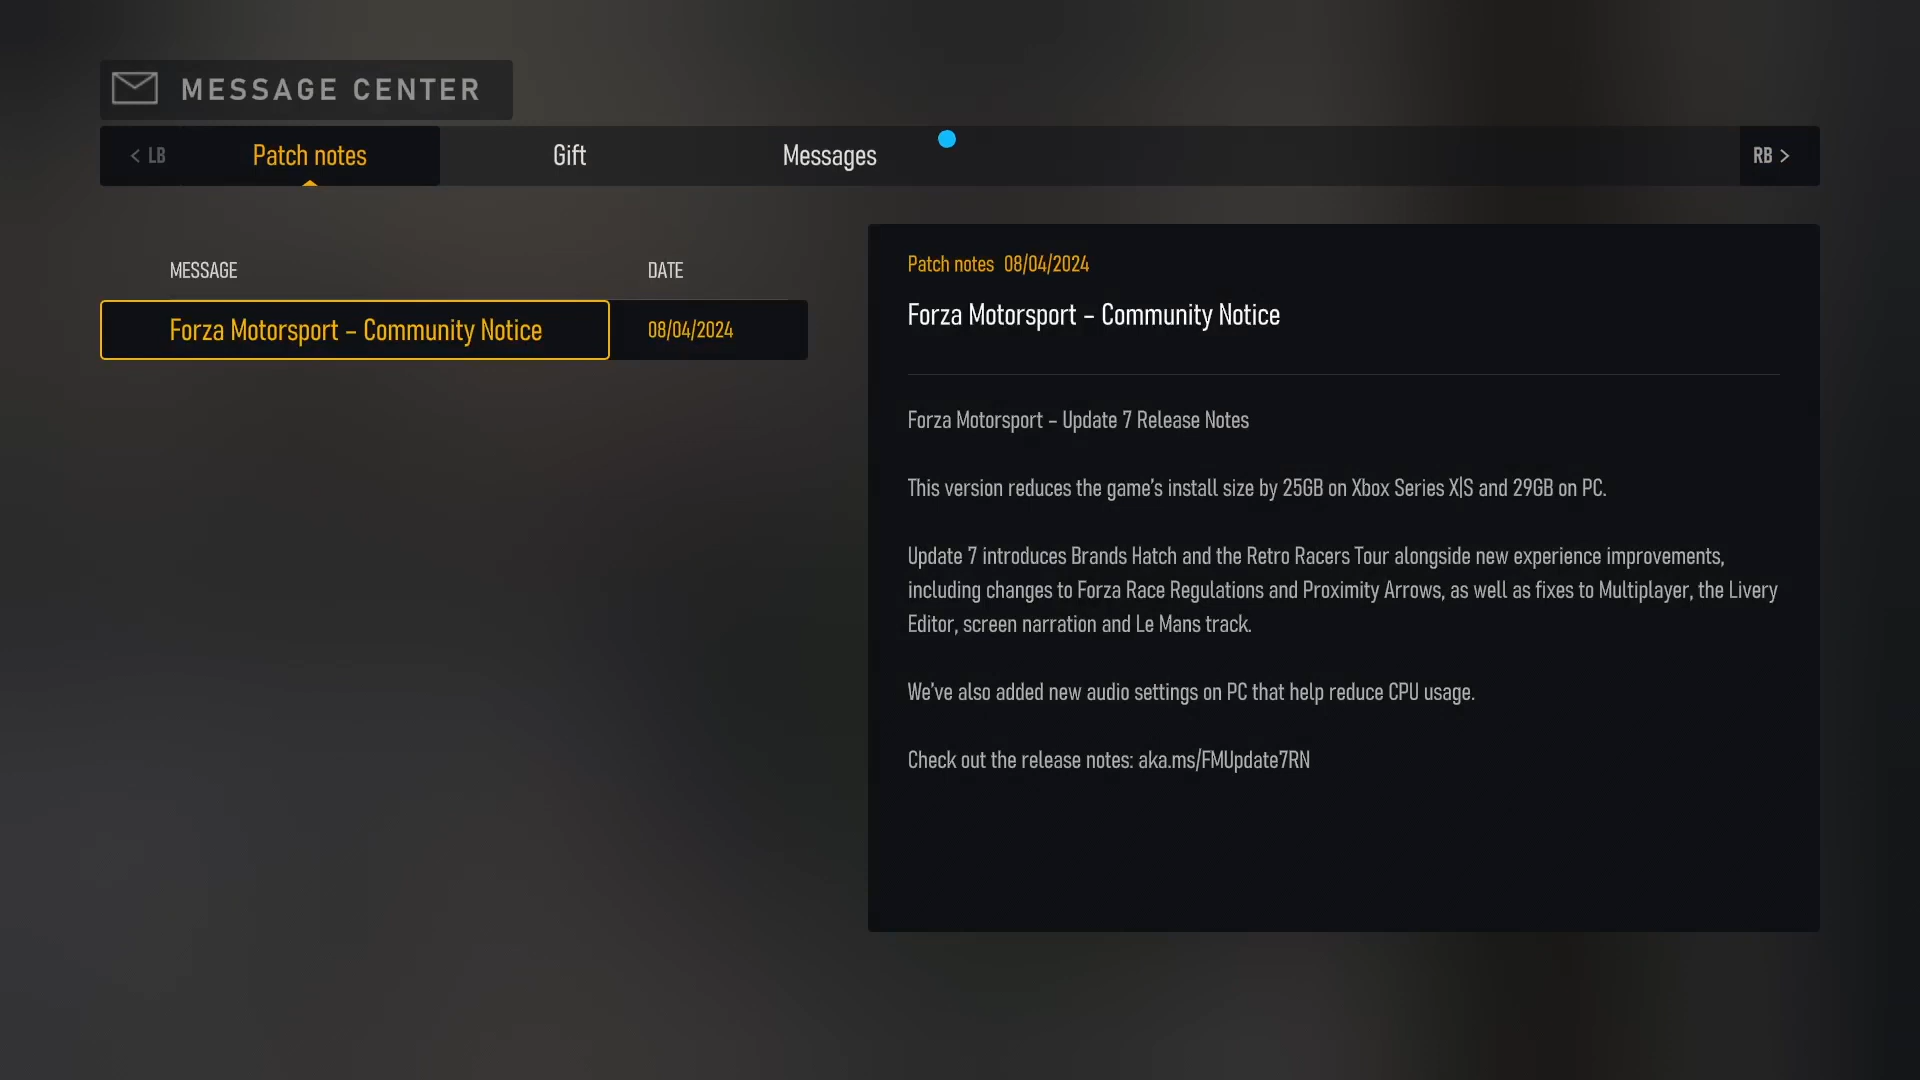 MESSAGE CENTER
< LB
Patch notes
Gift
Messages
RB >
MESSAGE
DATE
Forza Motorsport – Community Notice
08/04/2024
Patch notes 08/04/2024
Forza Motorsport – Community Notice
Forza Motorsport – Update 7 Release Notes
This version reduces the game's install size by 25GB on Xbox Series X|S and 29GB on PC.
Update 7 introduces Brands Hatch and the Retro Racers Tour alongside new experience improvements,
including changes to Forza Race Regulations and Proximity Arrows, as well as fixes to Multiplayer, the Livery
Editor, screen narration and Le Mans track.
We've also added new audio settings on PC that help reduce CPU usage.
Check out the release notes: aka.ms/FMUpdate7RN